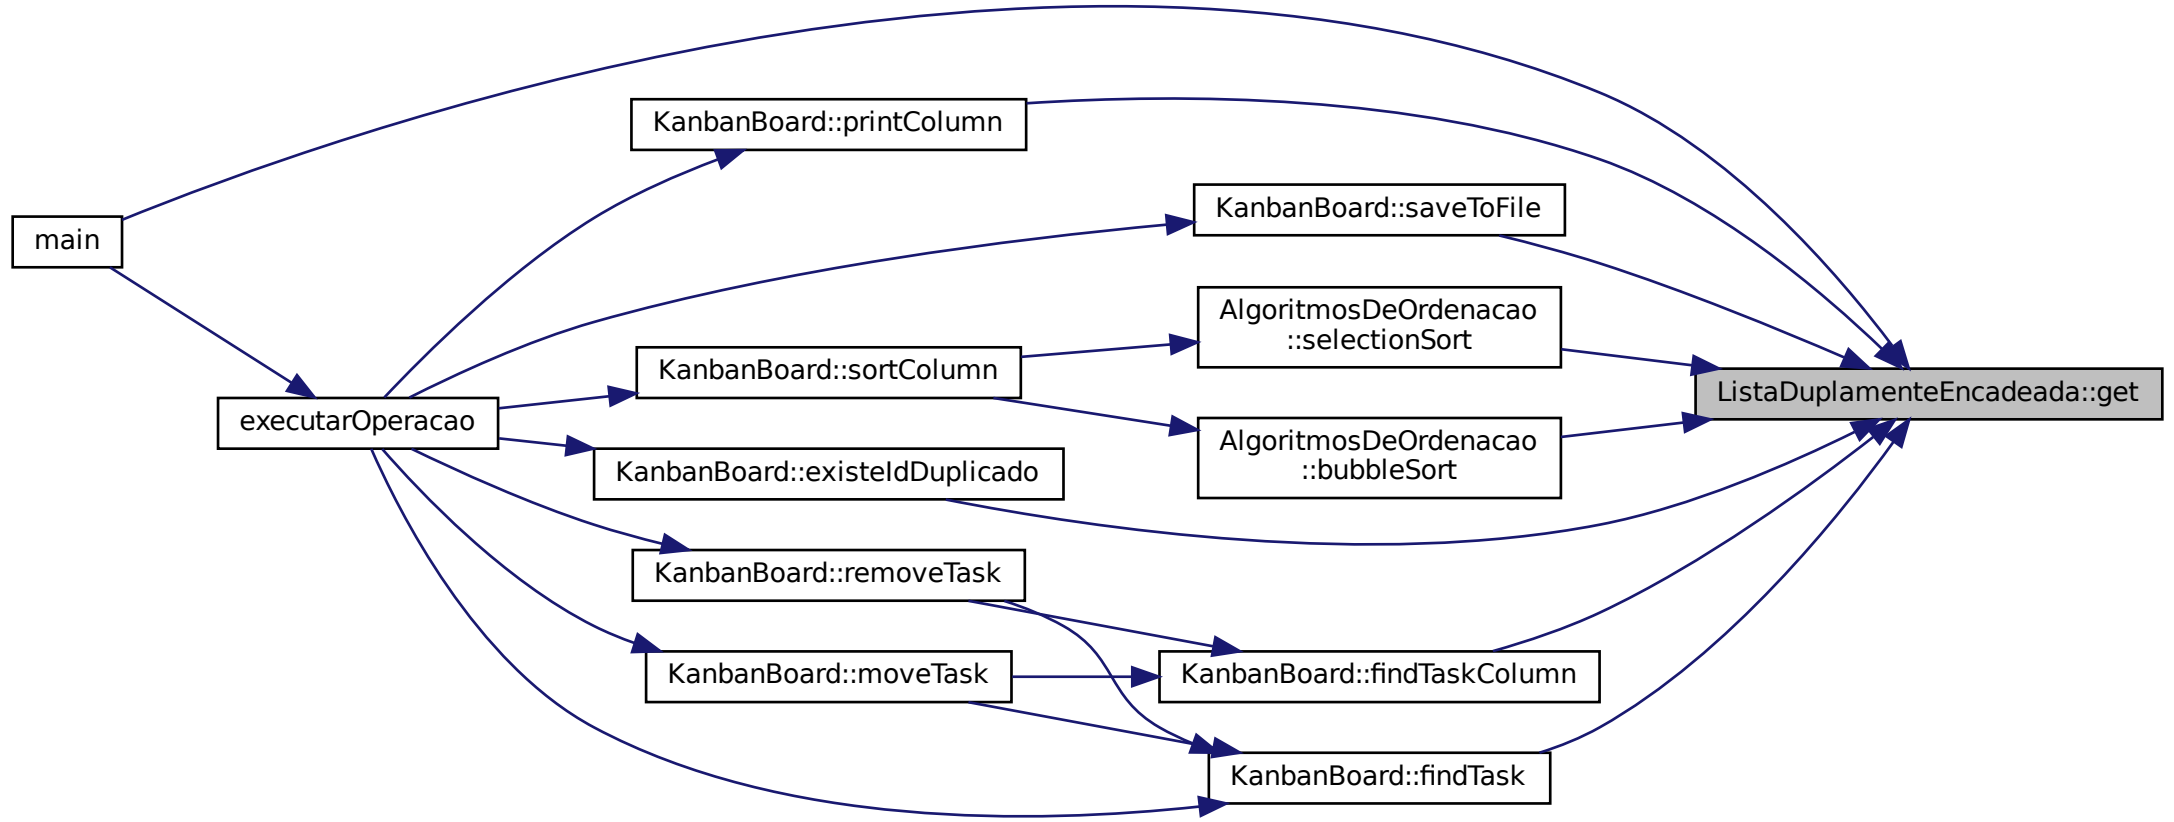 main
executarOperacao
KanbanBoard::printColumn
KanbanBoard::saveToFile
KanbanBoard::sortColumn
AlgoritmosDeOrdenacao
::selectionSort
AlgoritmosDeOrdenacao
::bubbleSort
KanbanBoard::existeIdDuplicado
KanbanBoard::removeTask
KanbanBoard::moveTask
KanbanBoard::findTaskColumn
KanbanBoard::findTask
ListaDuplamenteEncadeada::get